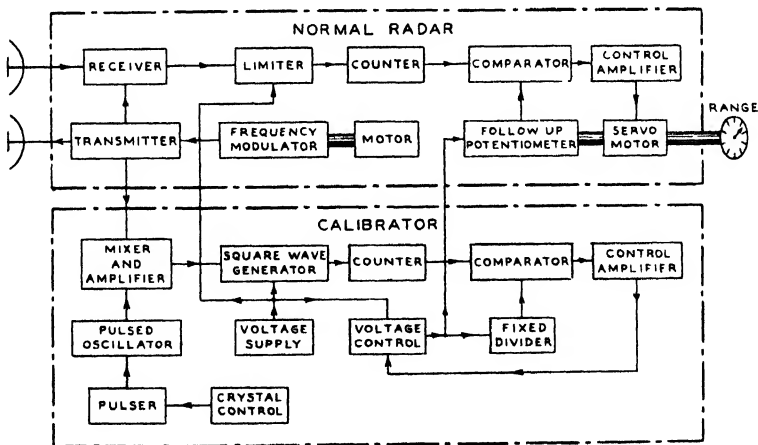 NORMAL RADAR
RECEIVER
LIMITER
COUNTER
COMPARATOR
CONTROL
AMPLIFIER
RANGE
TRANSMITTER
FREQUENCY
MODULATOR
MOTOR
FOLLOW UP
POTENTIOMETER
SERVO
MOTOR
CALIBRATOR
MIXER
AND
AMPLIFIER
SQUARE WAVE
GENERATOR
COUNTER
COMPARATOR
CONTROL
AMPLIFIER
PULSED
OSCILLATOR
VOLTAGE
SUPPLY
VOLTAGE
CONTROL
FIXED
DIVIDER
PULSER
CRYSTAL
CONTROL